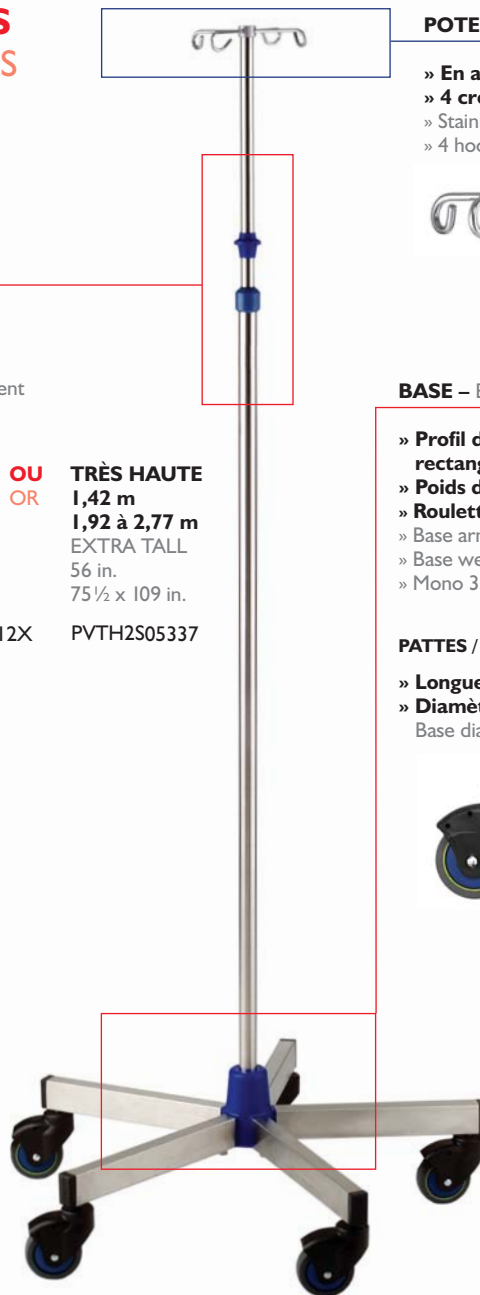 S
S
POTE
» En a
» 4 cro
» Stain
» 4 hoo
ent
OU
OR
TRÈS HAUTE
1,42 m
1,92 à 2,77 m
EXTRA TALL
56 in.
75½ x 109 in.
12X
PVTH2S05337
BASE –
» Profil d
rectang
» Poids d
» Roulett
» Base arm
» Base we
» Mono 3
PATTES /
» Longue
» Diamèt
Base dia